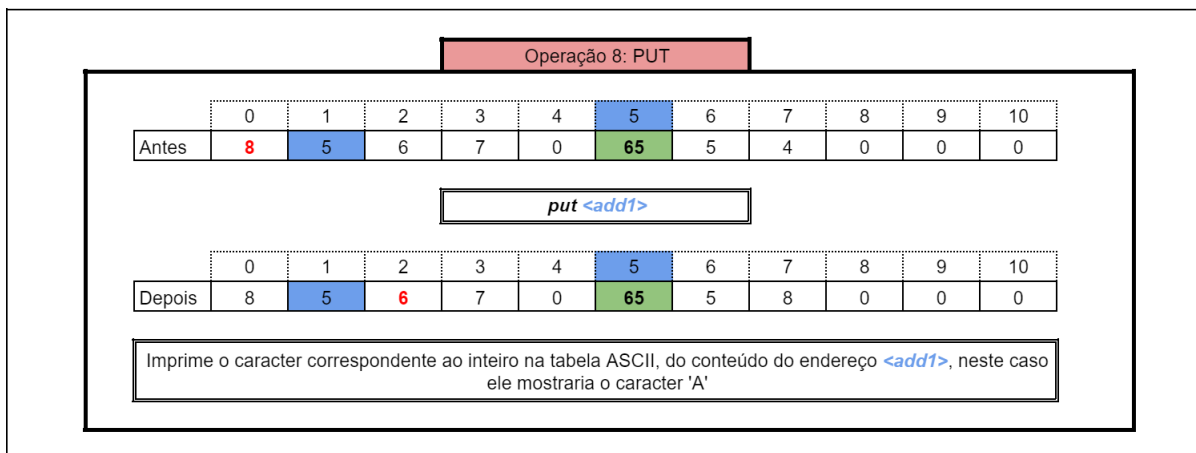 Operação 8: PUT
0 1 2 3 4 5 6 7 8 9 10
Antes 8 5 6 7 0 65 5 4 0 0 0
put <add1>
0 1 2 3 4 5 6 7 8 9 10
Depois 8 5 6 7 0 65 5 8 0 0 0
Imprime o caracter correspondente ao inteiro na tabela ASCII, do conteúdo do endereço <add1>, neste caso
ele mostraria o caracter 'A'